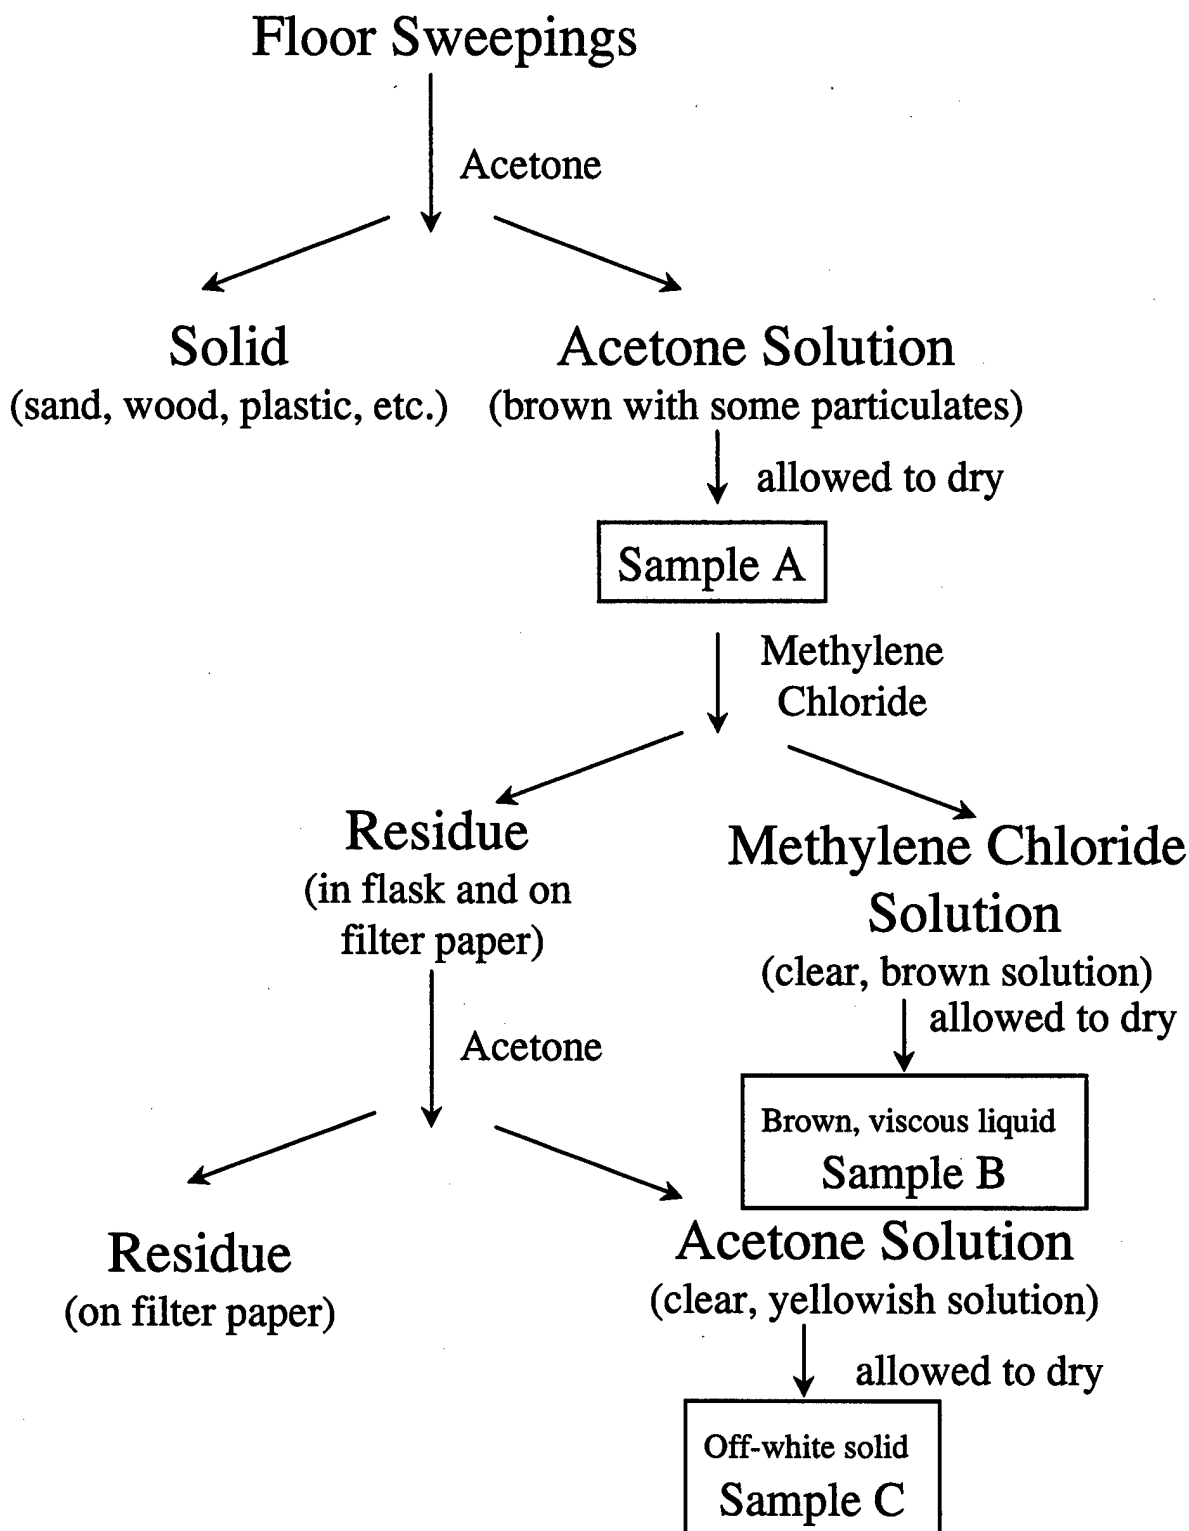 Floor Sweepings
Acetone
Solid
(sand, wood, plastic, etc.)
Acetone Solution
(brown with some particulates)
allowed to dry
Sample A
Methylene
Chloride
Residue
(in flask and on
filter paper)
Methylene Chloride
Solution
(clear, brown solution)
allowed to dry
Acetone
Brown, viscous liquid
Sample B
Residue
(on filter paper)
Acetone Solution
(clear, yellowish solution)
allowed to dry
Off-white solid
Sample C